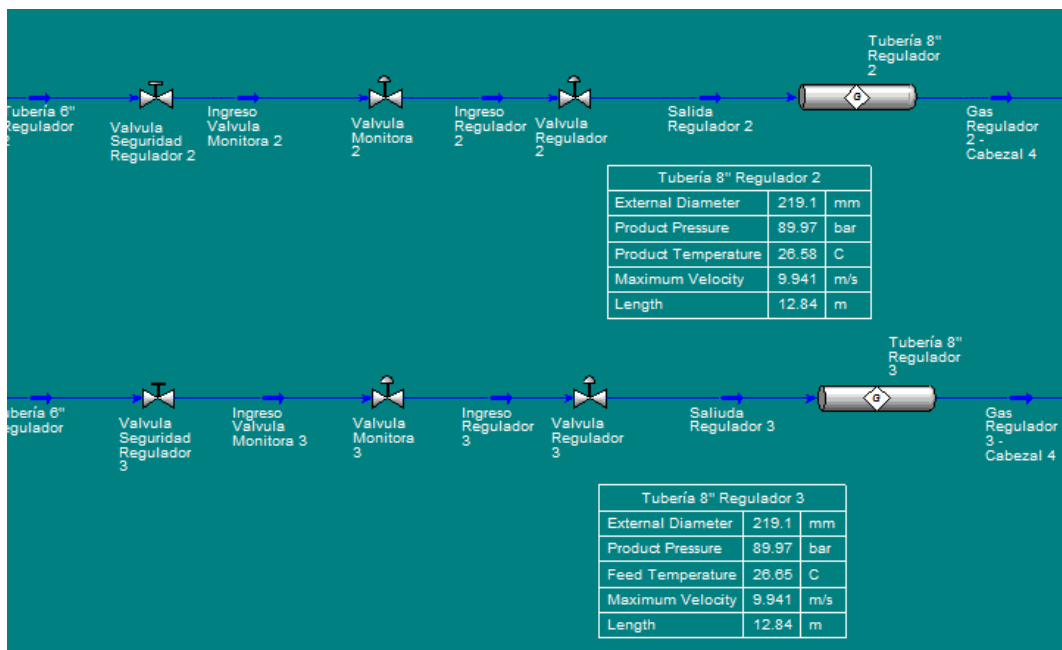 Tubería 8"
Regulador
2
G
Tubería 6"
Regulador
2
Valvula
Seguridad
Regulador 2
Ingreso
Valvula
Monitora 2
Valvula
Monitora
2
Ingreso
Regulador
2
Valvula
Regulador
2
Salida
Regulador 2
Gas
Regulador
2 -
Cabezal 4
Tubería 8" Regulador 2
External Diameter 219.1 mm
Product Pressure 89.97 bar
Product Temperature 26.58 C
Maximum Velocity 9.941 m/s
Length 12.84 m
Tubería 8"
Regulador
3
G
ubería 6"
egulador
Valvula
Seguridad
Regulador
3
Ingreso
Valvula
Monitora 3
Valvula
Monitora
3
Ingreso
Regulador
3
Valvula
Regulador
3
Saliuda
Regulador 3
Gas
Regulador
3 -
Cabezal 4
Tubería 8" Regulador 3
External Diameter 219.1 mm
Product Pressure 89.97 bar
Feed Temperature 26.65 C
Maximum Velocity 9.941 m/s
Length 12.84 m